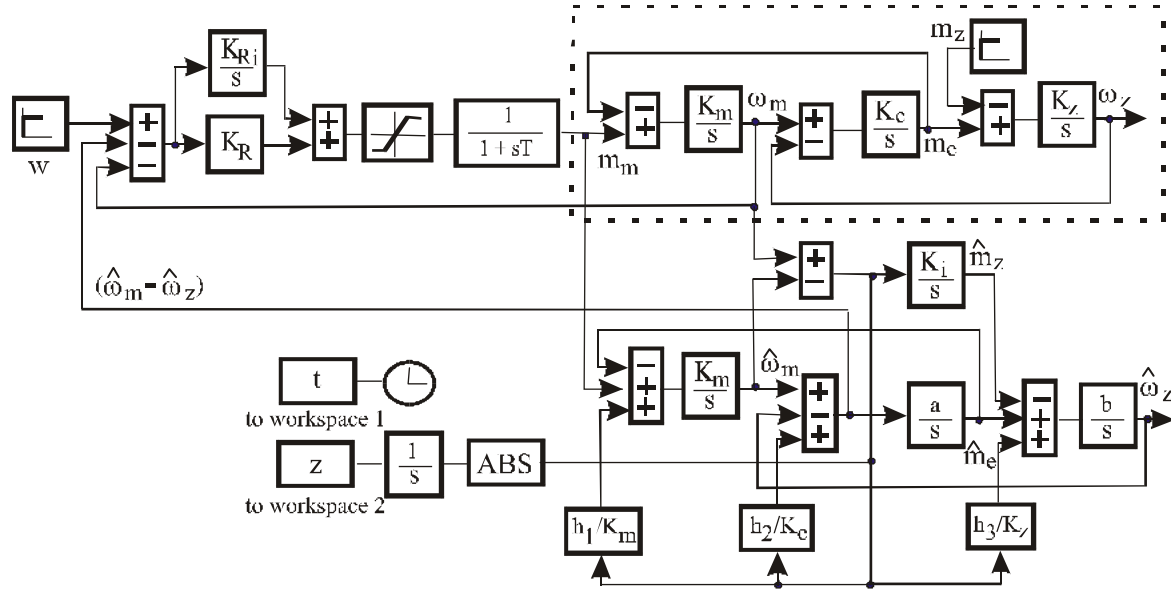 K_Ri
s
w
+
−
−
K_R
+
+
1
1 + sT
m_m
−
+
K_m
s
ω_m
+
−
K_c
s
m_e
m_z
−
+
K_z
s
ω_z
(ω̂_m - ω̂_z)
+
−
K_i
s
m̂_z
−
+
+
K_m
s
ω̂_m
+
−
+
a
s
m̂_e
−
+
+
b
s
ω̂_z
t
to workspace 1
z
to workspace 2
1
s
ABS
h_1/K_m
h_2/K_c
h_3/K_z